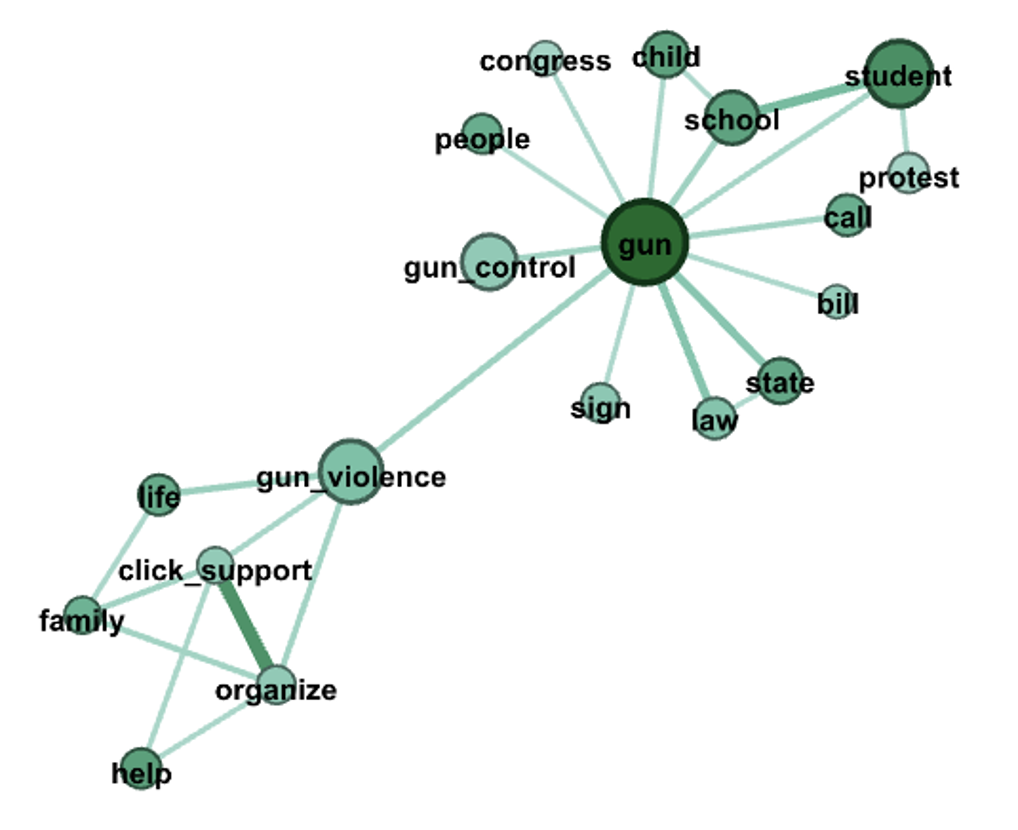 congress
child
student
school
people
protest
call
gun
gun_control
bill
state
sign
law
gun_violence
life
click_support
family
organize
help